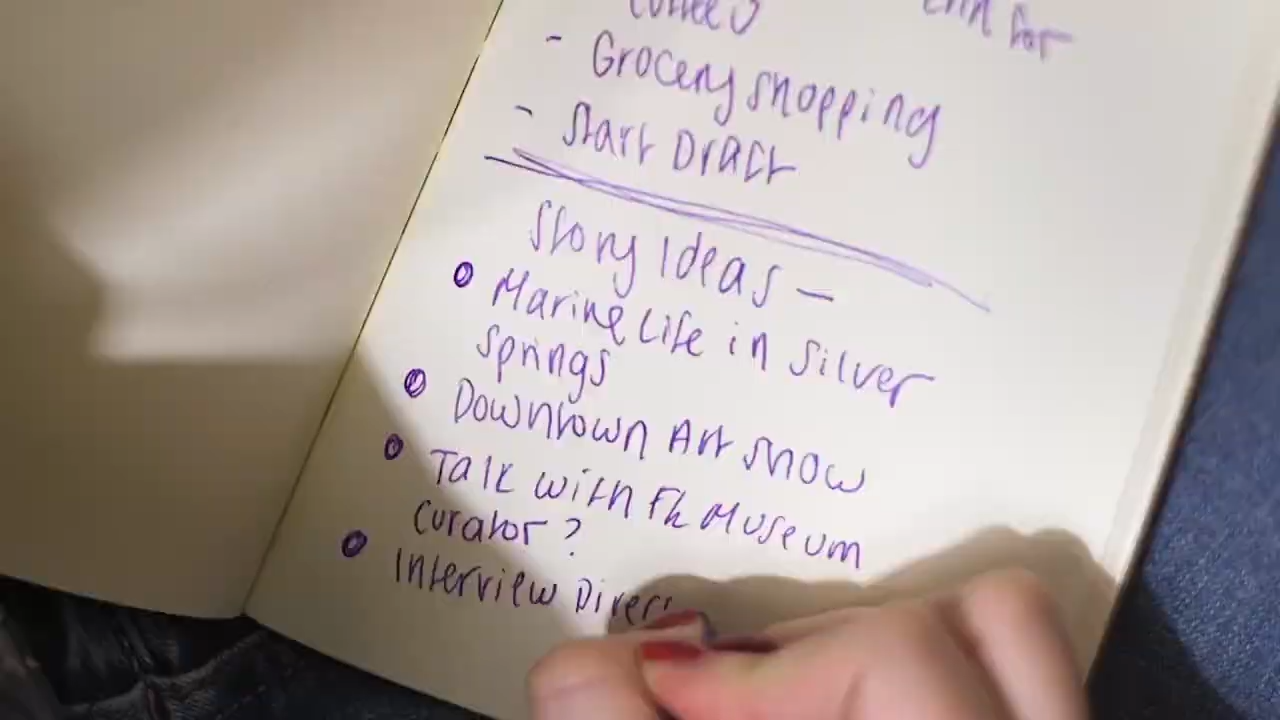 for
- Grocery shopping
- Start Draft
Story Ideas –
Marine Life in Silver
Springs
Downtown Art Show
Talk with FL Museum
Curator?
Interview